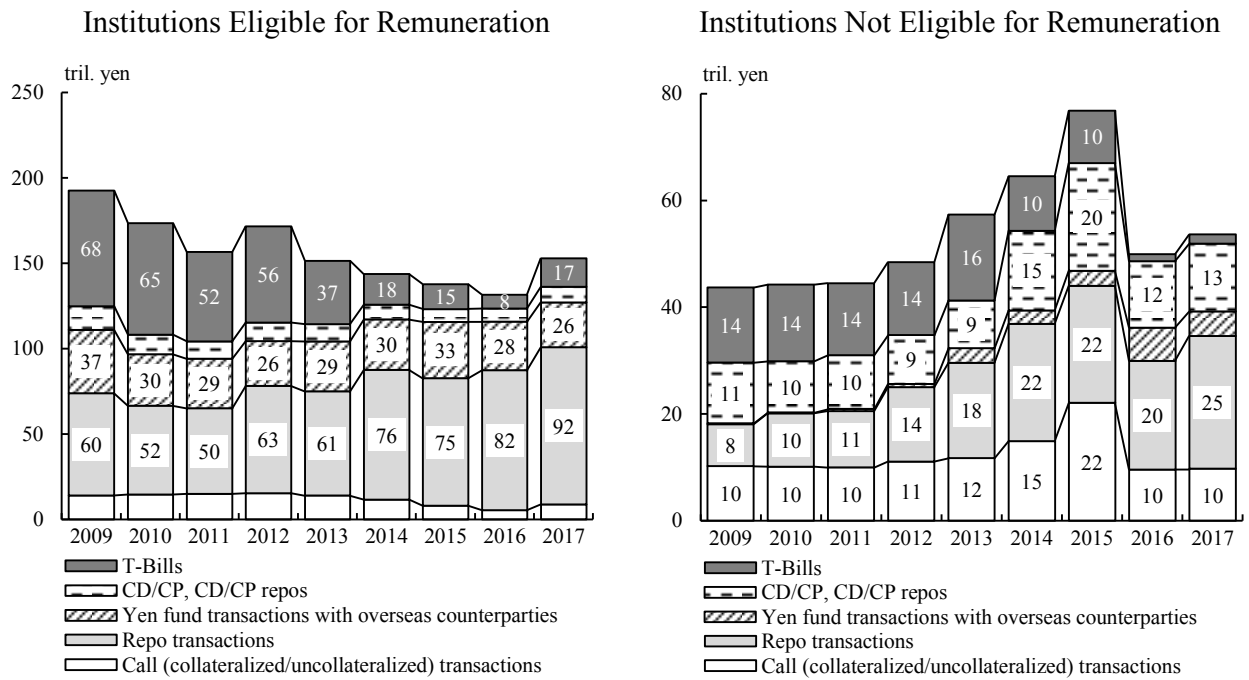 Institutions Eligible for Remuneration
tril. yen
250
200
150
100
50
0
68 65 52 56 37 18 15 8 17
37 30 29 26 29 30 33 28 26
60 52 50 63 61 76 75 82 92
2009 2010 2011 2012 2013 2014 2015 2016 2017
T-Bills
CD/CP, CD/CP repos
Yen fund transactions with overseas counterparties
Repo transactions
Call (collateralized/uncollateralized) transactions
Institutions Not Eligible for Remuneration
tril. yen
80
60
40
20
0
14 14 14 14 16 10 10
11 10 10 9 9 15 20 12 13
8 10 11 14 18 22 22 20 25
10 10 10 11 12 15 22 10 10
2009 2010 2011 2012 2013 2014 2015 2016 2017
T-Bills
CD/CP, CD/CP repos
Yen fund transactions with overseas counterparties
Repo transactions
Call (collateralized/uncollateralized) transactions